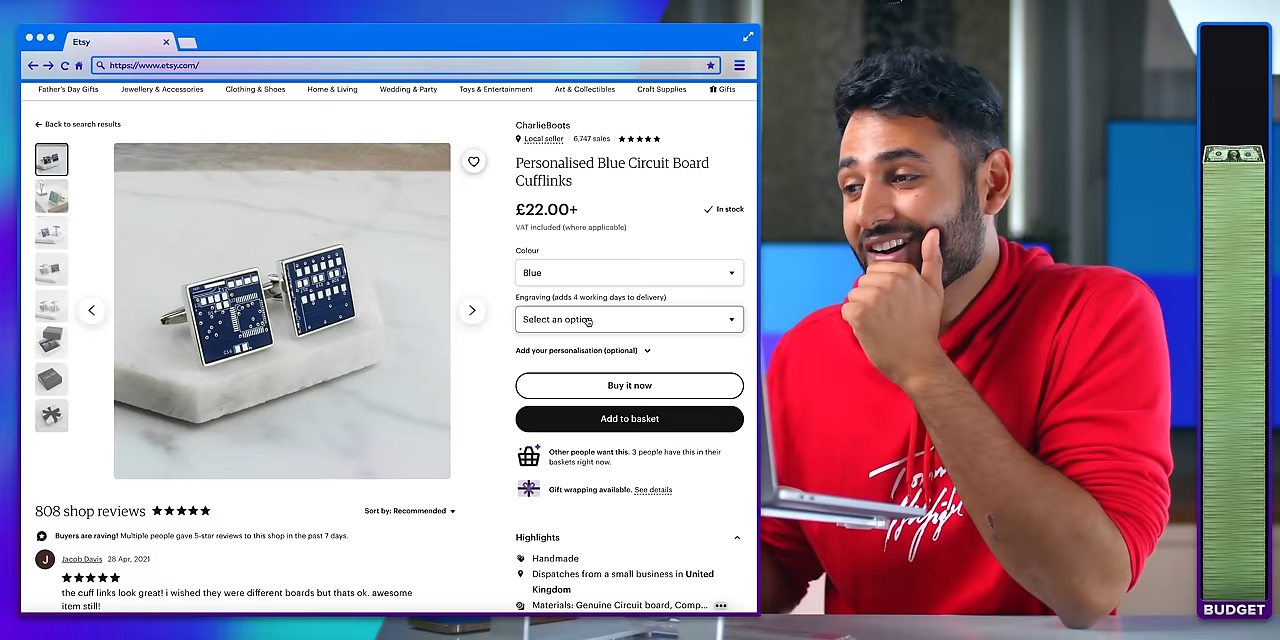 Etsy
https://www.etsy.com/
Father's Day Gifts Jewellery & Accessories Clothing & Shoes Home & Living Wedding & Party Toys & Entertainment Art & Collectibles Craft Supplies Gifts
Back to search results
CharlieBoots
Local seller 6,747 sales
Personalised Blue Circuit Board
Cufflinks
£22.00+
In stock
VAT included (where applicable)
Colour
Blue
Engraving (adds 4 working days to delivery)
Select an option
Add your personalisation (optional)
Buy it now
Add to basket
Other people want this. 3 people have this in their
baskets right now.
Gift wrapping available. See details
808 shop reviews
Sort by: Recommended
Buyers are raving! Multiple people gave 5-star reviews to this shop in the past 7 days.
J
Jacob Davis 28 Apr, 2021
the cuff links look great! i wished they were different boards but thats ok. awesome
item still!
Highlights
Handmade
Dispatches from a small business in United
Kingdom
Materials: Genuine Circuit board, Comp...
Tommy
Hilfiger
BUDGET